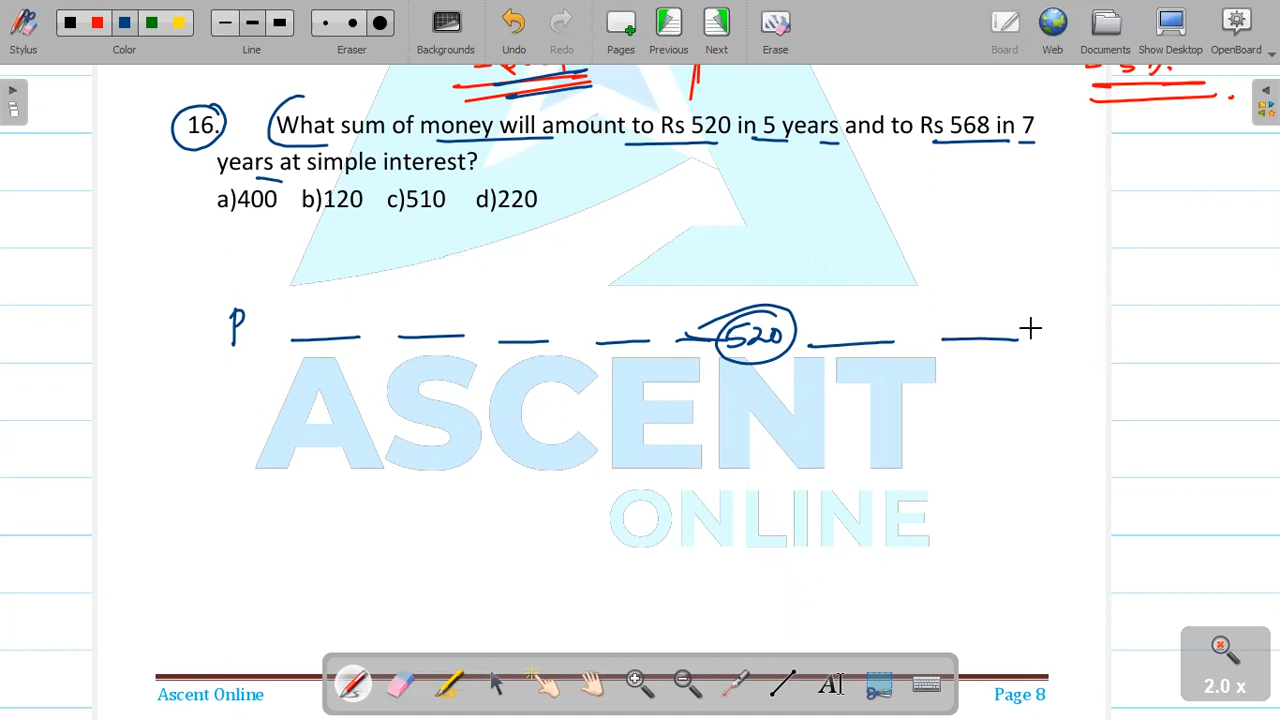 Stylus
Color
Line
Eraser
Backgrounds
Undo
Redo
Pages
Previous
Next
Erase
Board
Web
Documents
Show Desktop
OpenBoard
16. What sum of money will amount to Rs 520 in 5 years and to Rs 568 in 7
years at simple interest?
a)400 b)120 c)510 d)220
P 520
ASCENT
ONLINE
Ascent Online
Page 8
2.0 x